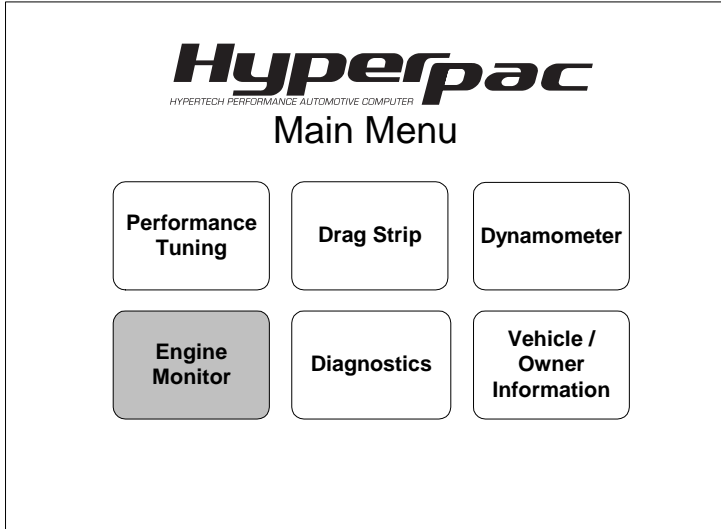 Hyperpac
HYPERTECH PERFORMANCE AUTOMOTIVE COMPUTER
Main Menu
Performance
Tuning
Drag Strip
Dynamometer
Engine
Monitor
Diagnostics
Vehicle /
Owner
Information